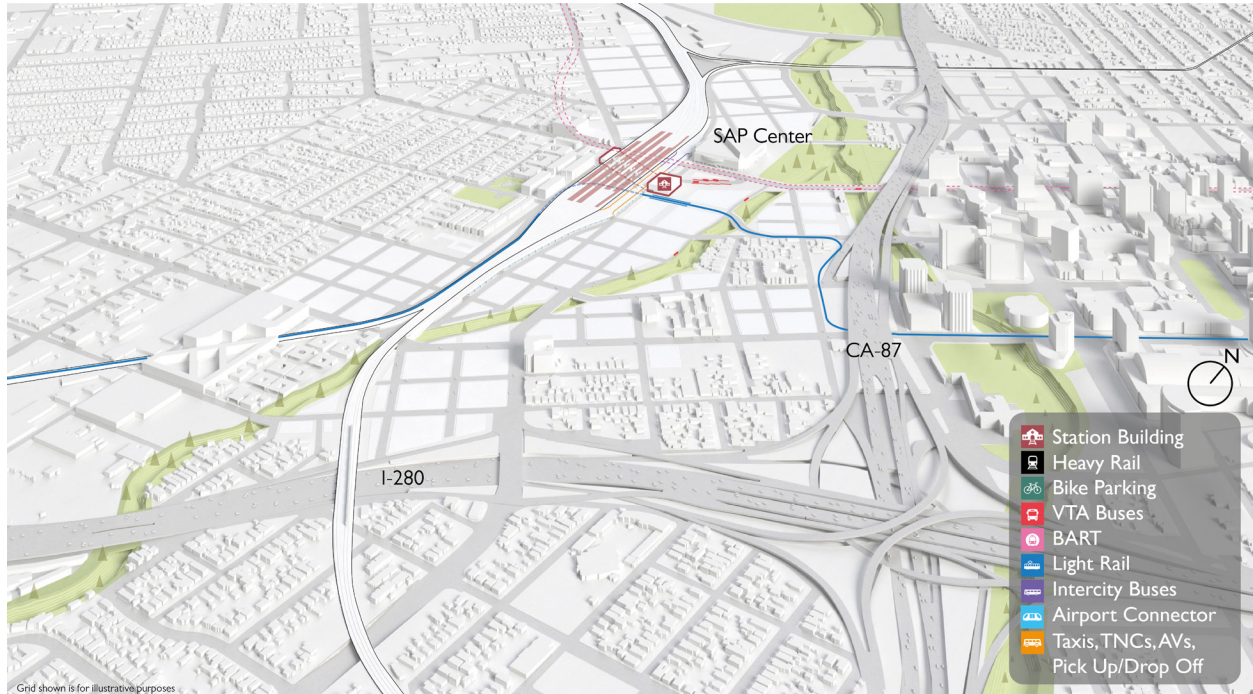 SAP Center
CA-87
N
I-280
Station Building
Heavy Rail
Bike Parking
VTA Buses
BART
Light Rail
Intercity Buses
Airport Connector
Taxis,TNCs,AVs,
Pick Up/Drop Off
Grid shown is for illustrative purposes